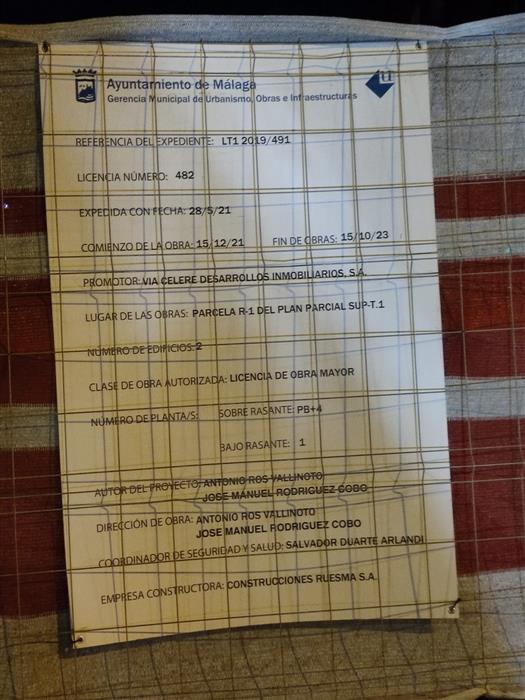 Ayuntamiento de Málaga
Gerencia Municipal de Urbanismo, Obras e Infraestructuras
u
REFERENCIA DEL EXPEDIENTE: LT1 2019/491
LICENCIA NÚMERO: 482
EXPEDIDA CON FECHA: 28/5/21
COMIENZO DE LA OBRA: 15/12/21 FIN DE OBRAS: 15/10/23
PROMOTOR: VIA CELERE DESARROLLOS INMOBILIARIOS, S.A.
LUGAR DE LAS OBRAS: PARCELA R-1 DEL PLAN PARCIAL SUP-T.1
NÚMERO DE EDIFICIOS: 2
CLASE DE OBRA AUTORIZADA: LICENCIA DE OBRA MAYOR
NÚMERO DE PLANTA/S: SOBRE RASANTE: PB+4
BAJO RASANTE: 1
AUTOR DEL PROYECTO: ANTONIO ROS VALLINOTO
JOSE MANUEL RODRIGUEZ COBO
DIRECCIÓN DE OBRA: ANTONIO ROS VALLINOTO
JOSE MANUEL RODRIGUEZ COBO
COORDINADOR DE SEGURIDAD Y SALUD: SALVADOR DUARTE ARLANDI
EMPRESA CONSTRUCTORA: CONSTRUCCIONES RUESMA S.A.